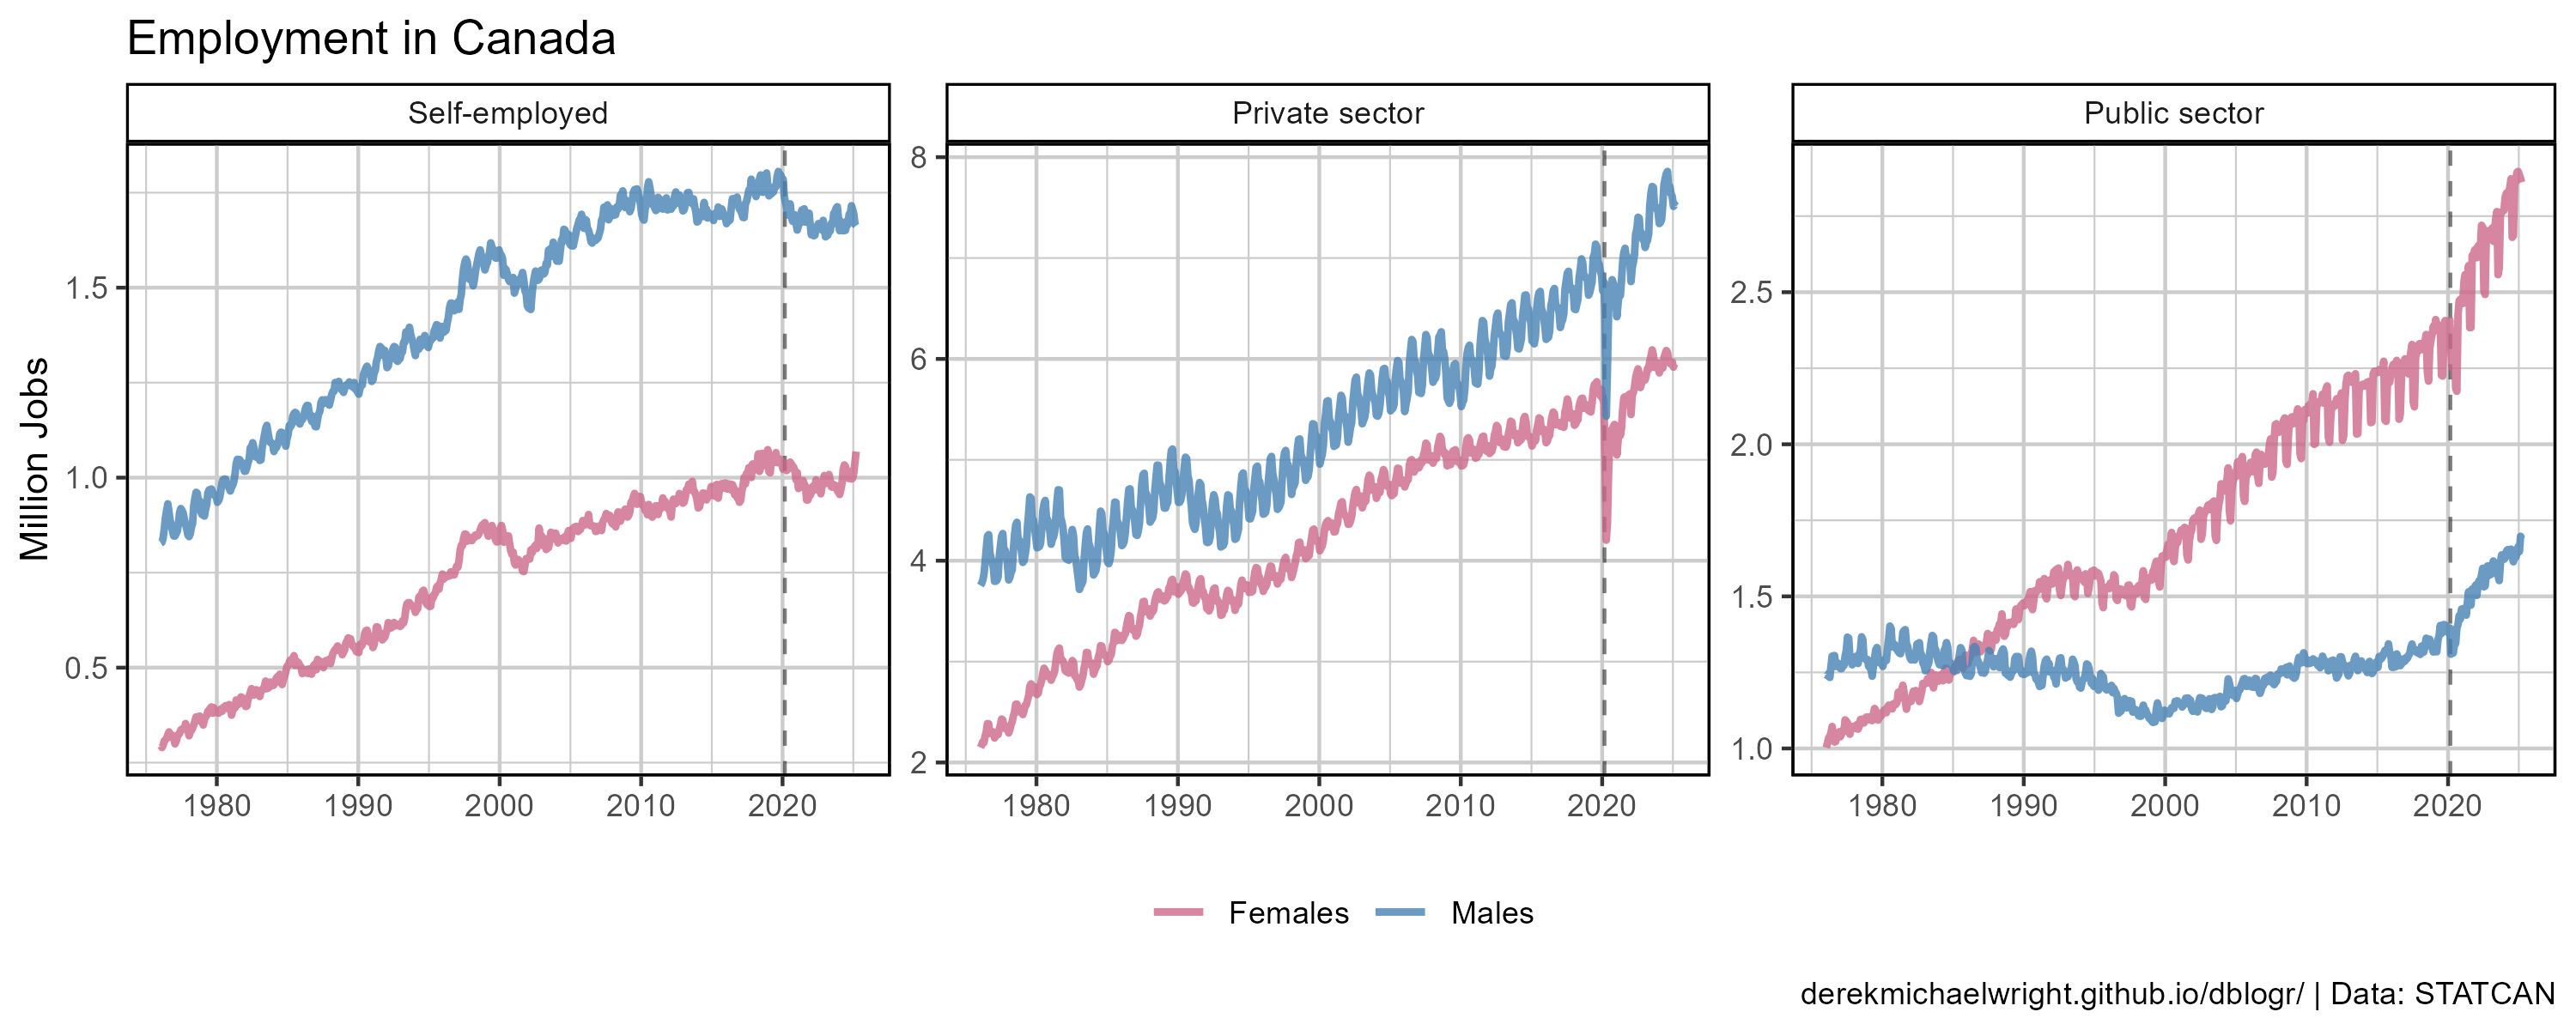 Employment in Canada
Self-employed
Private sector
Public sector
Million Jobs
1.5
1.0
0.5
8
6
4
2
2.5
2.0
1.5
1.0
1980 1990 2000 2010 2020
1980 1990 2000 2010 2020
1980 1990 2000 2010 2020
Females Males
derekmichaelwright.github.io/dblogr/ | Data: STATCAN